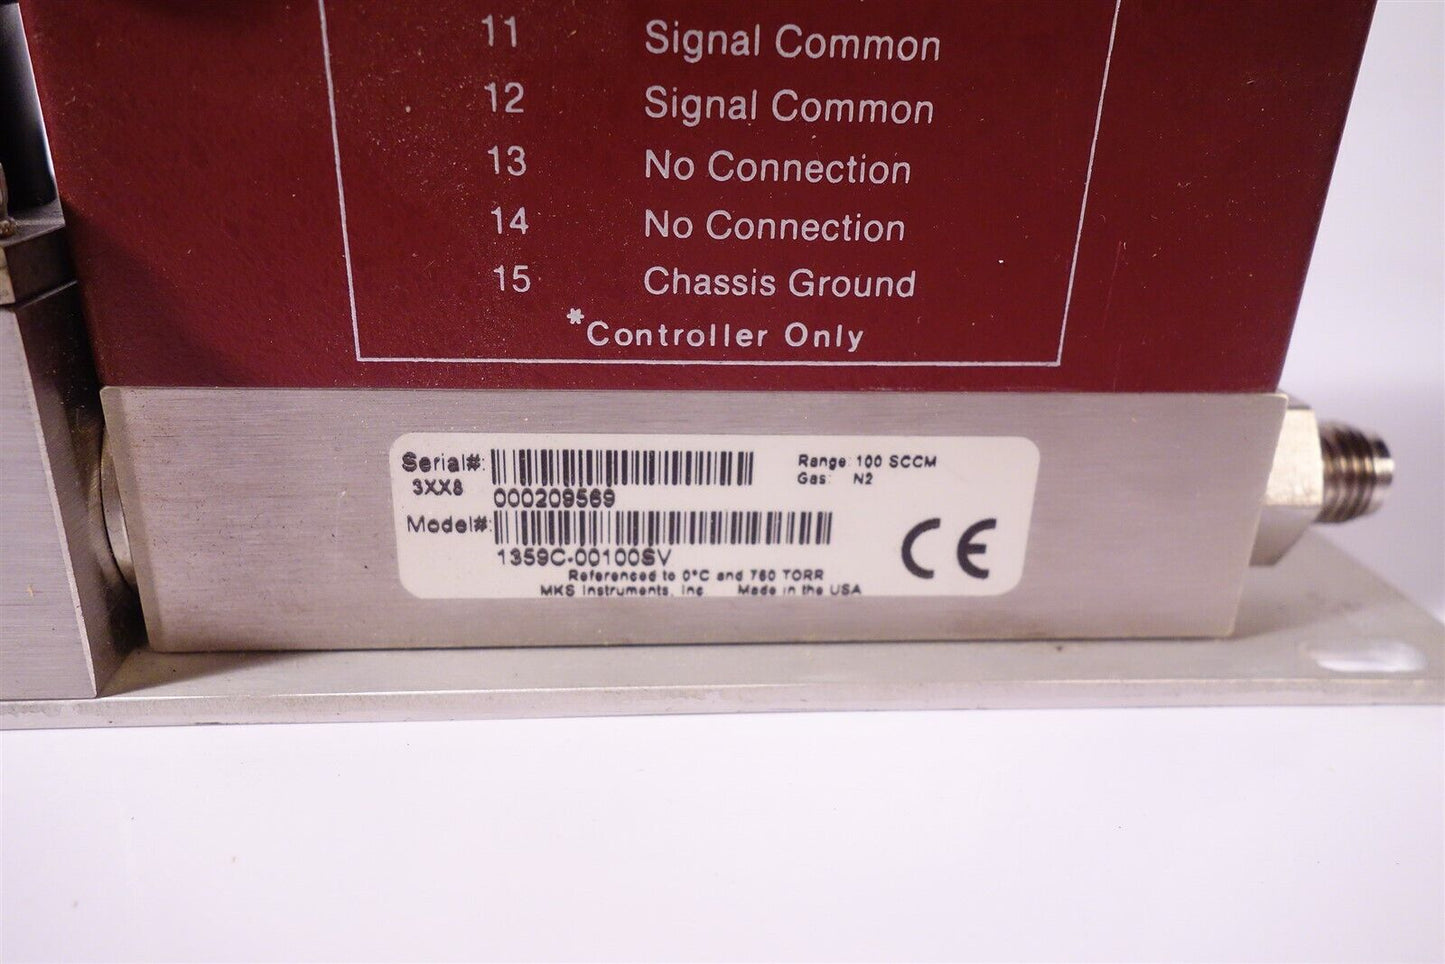 11 Signal Common
12 Signal Common
13 No Connection
14 No Connection
15 Chassis Ground
*Controller Only
Serial#: Range: 100 SCCM
3XX8 000209569 Gas: N2
Model#:
1359C-00100SV CE
Referenced to 0°C and 760 TORR
MKS Instruments, Inc Made in the USA